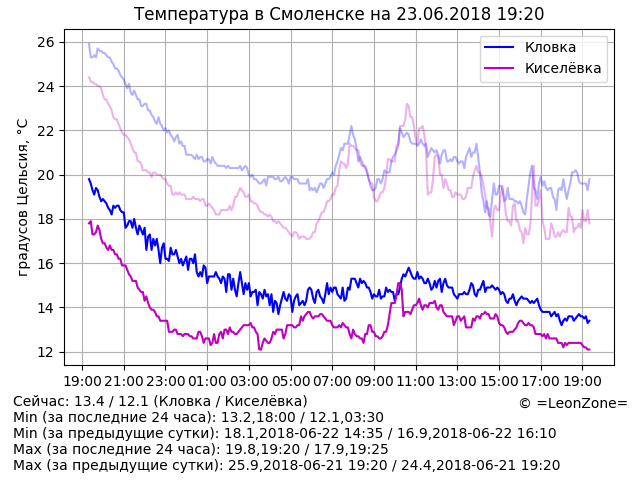 Температура в Смоленске на 23.06.2018 19:20
Кловка
Киселёвка
градусов Цельсия, °C
26
24
22
20
18
16
14
12
19:00 21:00 23:00 01:00 03:00 05:00 07:00 09:00 11:00 13:00 15:00 17:00 19:00
Сейчас: 13.4 / 12.1 (Кловка / Киселёвка)
© =LeonZone=
Min (за последние 24 часа): 13.2,18:00 / 12.1,03:30
Min (за предыдущие сутки): 18.1,2018-06-22 14:35 / 16.9,2018-06-22 16:10
Max (за последние 24 часа): 19.8,19:20 / 17.9,19:25
Max (за предыдущие сутки): 25.9,2018-06-21 19:20 / 24.4,2018-06-21 19:20